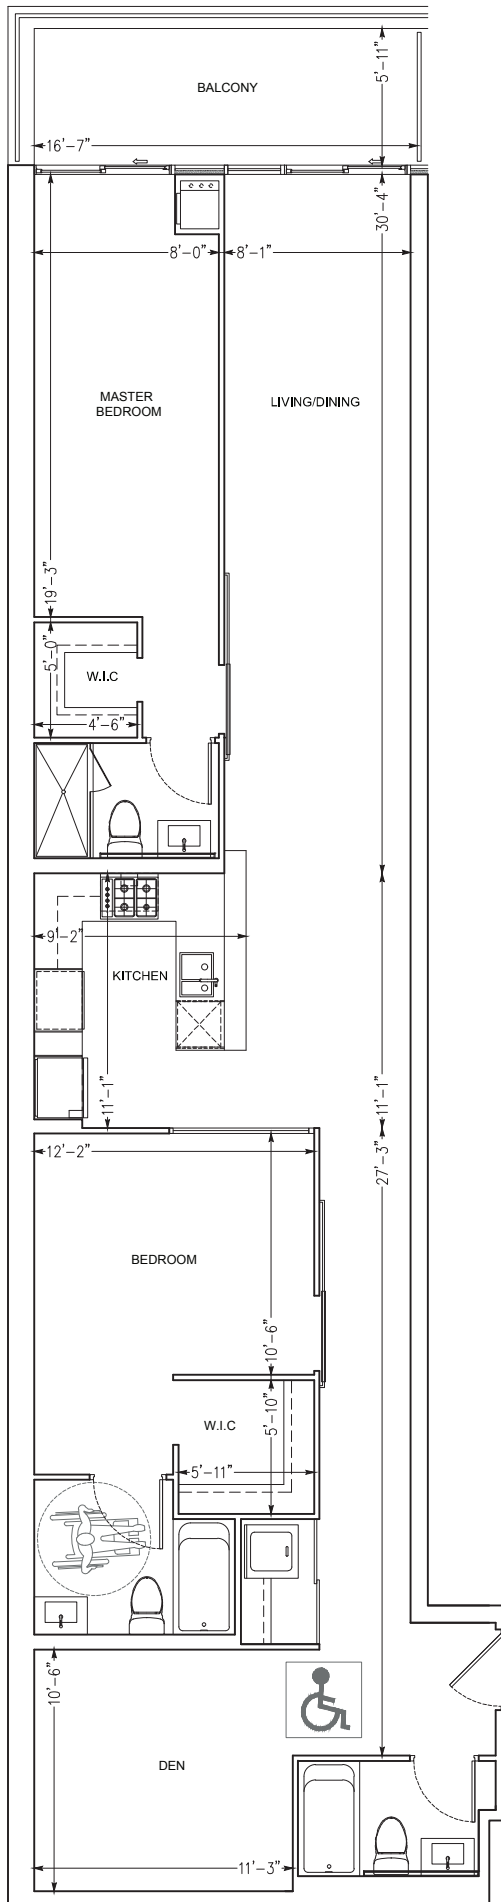 5'-11"
BALCONY
16'-7"
30'-4"
8'-0"
8'-1"
MASTER
BEDROOM
LIVING/DINING
19'-3"
5'-0"
W.I.C
4'-6"
9'-2"
KITCHEN
11'-1"
11'-1"
12'-2"
27'-3"
BEDROOM
10'-6"
5'-10"
W.I.C
5'-11"
10'-6"
DEN
11'-3"